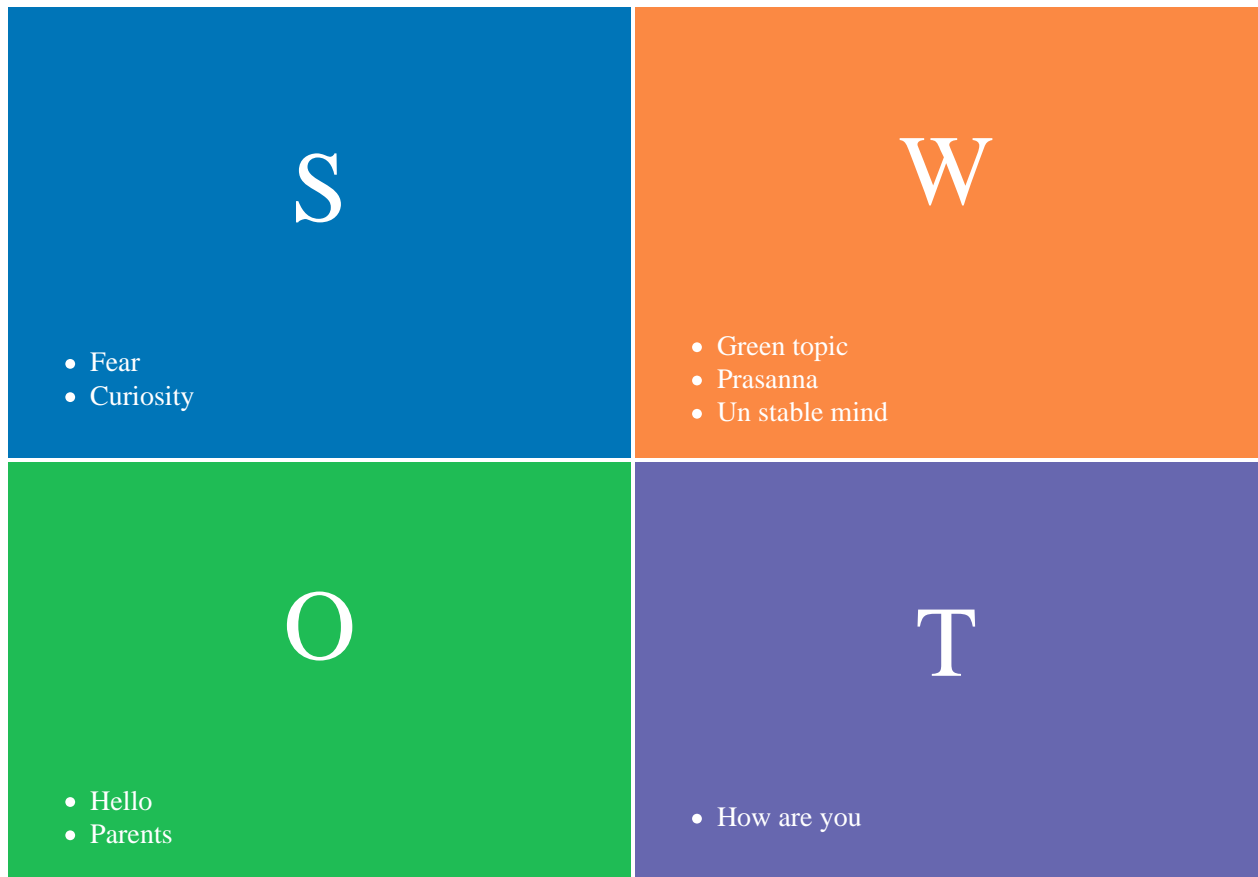 S
• Fear
• Curiosity
W
• Green topic
• Prasanna
• Un stable mind
O
• Hello
• Parents
T
• How are you